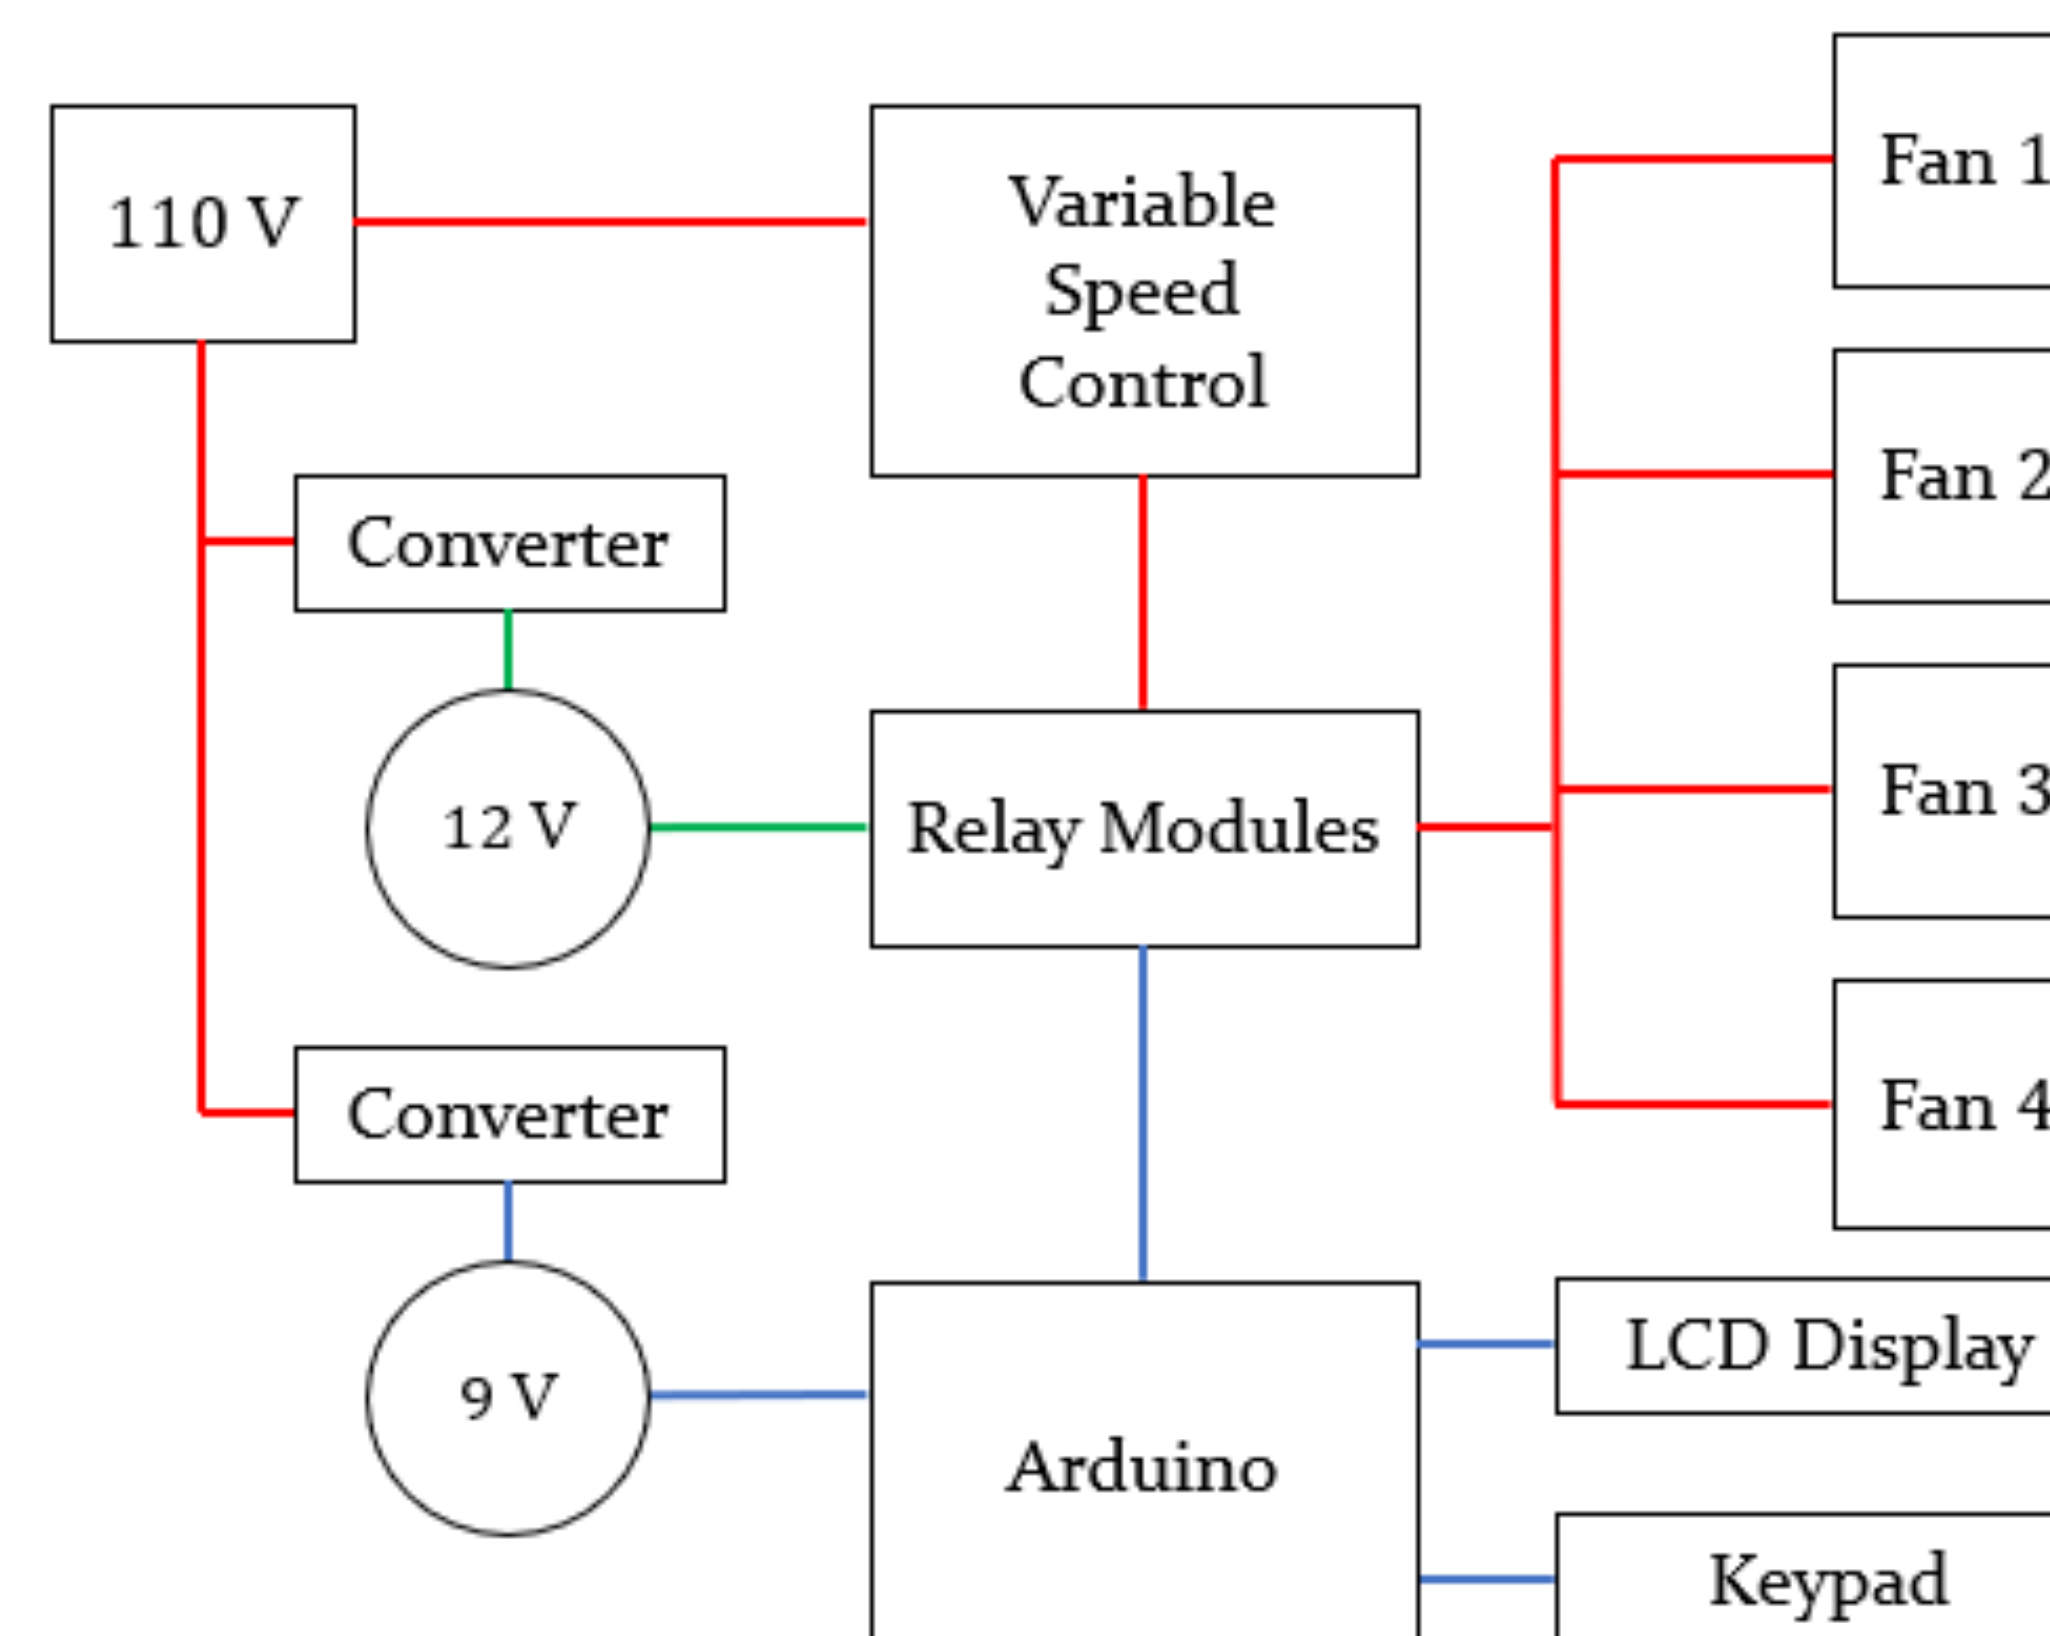 110 V
Variable
Speed
Control
Fan 1
Fan 2
Converter
12 V
Relay Modules
Fan 3
Converter
Fan 4
9 V
Arduino
LCD Display
Keypad